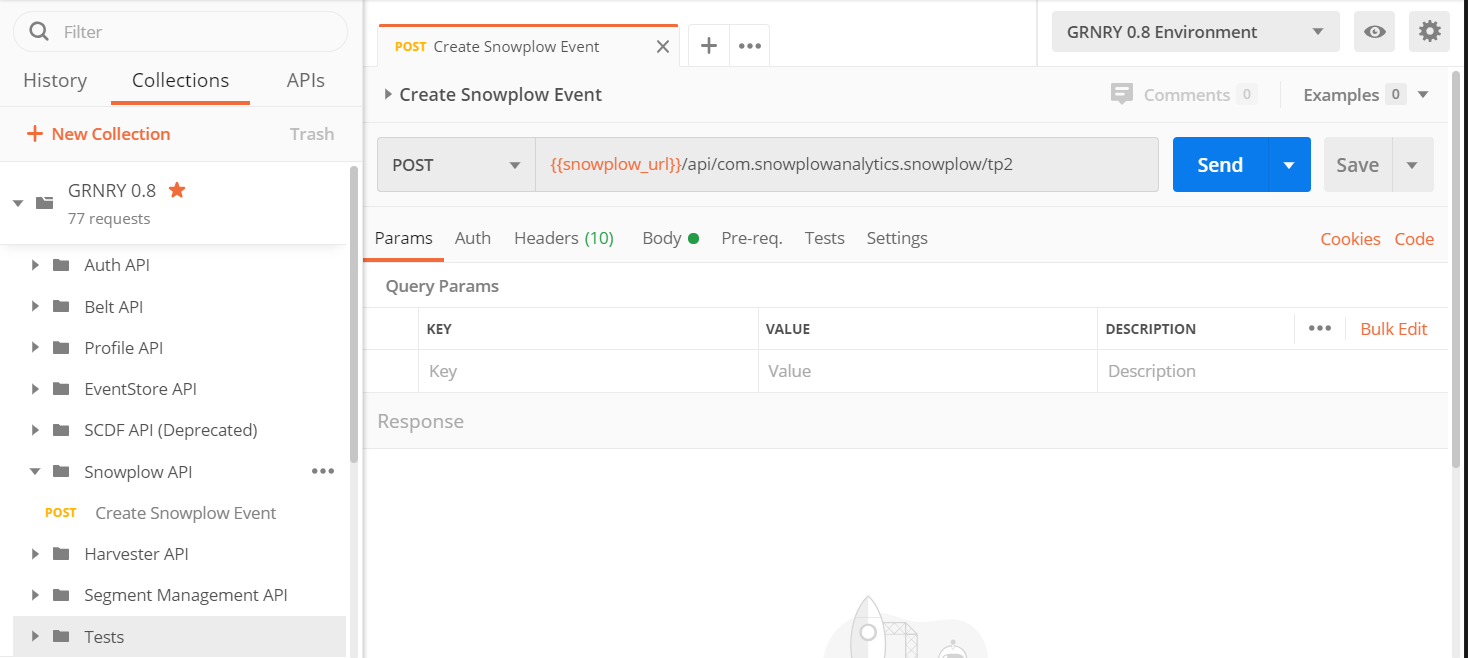 Filter
History Collections APIs
+ New Collection Trash
GRNRY 0.8
77 requests
Auth API
Belt API
Profile API
EventStore API
SCDF API (Deprecated)
Snowplow API
POST Create Snowplow Event
Harvester API
Segment Management API
Tests
POST Create Snowplow Event
GRNRY 0.8 Environment
Create Snowplow Event
Comments 0 Examples 0
POST {{snowplow_url}}/api/com.snowplowanalytics.snowplow/tp2 Send Save
Params Auth Headers (10) Body Pre-req. Tests Settings Cookies Code
Query Params
KEY VALUE DESCRIPTION Bulk Edit
Key Value Description
Response